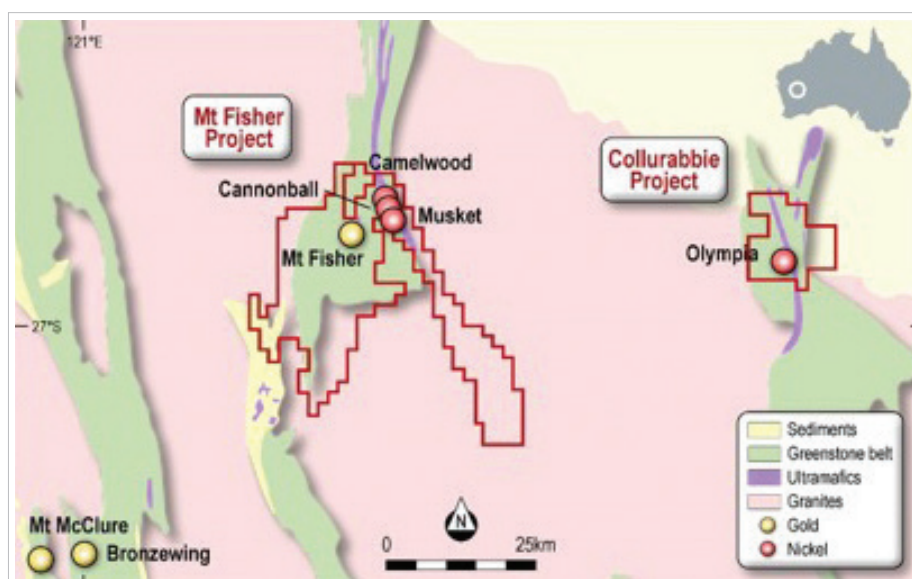 121°E
Mt Fisher
Project
Camelwood
Cannonball
Musket
Mt Fisher
Collurabbie
Project
Olympia
27°S
Sediments
Greenstone belt
Ultramafics
Granites
Gold
Nickel
Mt McClure
Bronzewing
N
0 25km